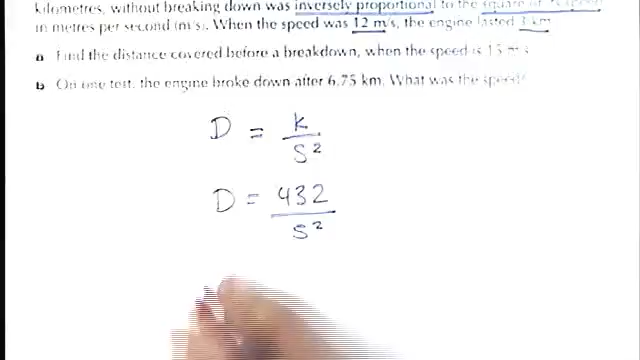 kilometres, without breaking down was inversely proportional to the square of its speed
in metres per second (m/s). When the speed was 12 m/s, the engine lasted 3 km.
a Find the distance covered before a breakdown, when the speed is 15 m/s
b On one test, the engine broke down after 6.75 km. What was the speed?
D = k / S²
D = 432 / S²